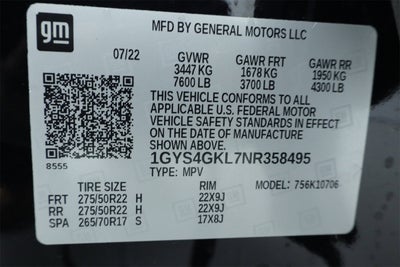 gm
MFD BY GENERAL MOTORS LLC
07/22 GVWR GAWR FRT GAWR RR
3447 KG 1678 KG 1950 KG
7600 LB 3700 LB 4300 LB
THIS VEHICLE CONFORMS TO ALL
APPLICABLE U.S. FEDERAL MOTOR
VEHICLE SAFETY STANDARDS IN EFFECT
ON THE DATE OF MANUFACTURE
SHOWN ABOVE.
8555 1GYS4GKL7NR358495
TYPE: MPV MODEL: 756K10706
TIRE SIZE RIM
FRT 275/50R22 H 22X9J
RR 275/50R22 H 22X9J
SPA 265/70R17 S 17X8J